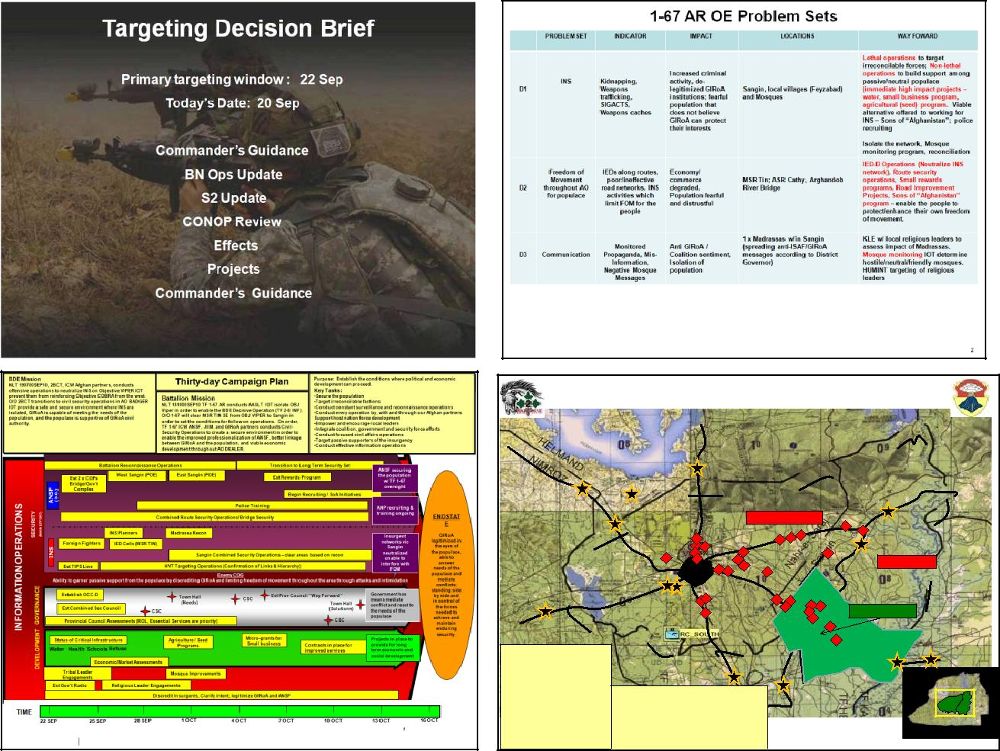 Targeting Decision Brief
Primary targeting window : 22 Sep
Today's Date: 20 Sep
Commander's Guidance
BN Ops Update
S2 Update
CONOP Review
Effects
Projects
Commander's Guidance
1-67 AR OE Problem Sets
PROBLEM SET
INDICATOR
IMPACT
LOCATIONS
WAY FOWARD
D1
INS
Kidnapping,
Weapons
trafficking,
SIGACTS,
Weapons caches
Increased criminal
activity, de-
legitimized GIRoA
institutions; fearful
population that
does not believe
GIRoA can protect
their interests
Sangin, local villages (Feyzabad)
and Mosques
Lethal operations to target
irreconcilable forces; Non-lethal
operations to build support among
passive/neutral populace
(immediate high impact projects –
water, small business program,
agricultural (seed) program. Viable
alternative offered to working for
INS – Sons of "Afghanistan"; police
recruiting
Isolate the network, Mosque
monitoring program, reconciliation
D2
Freedom of
Movement
throughout AO
for populace
IEDs along routes,
poor/ineffective
road networks, INS
activities which
limit FOM for the
people
Economy/
commerce
degraded,
Population fearful
and distrustful
MSR Tin; ASR Cathy, Arghandob
River Bridge
IED-D Operations (Neutralize INS
network), Route security
operations, Small rewards
programs, Road Improvement
Projects, Sons of "Afghanistan"
program – enable the people to
protect/enhance their own freedom
of movement.
D3
Communication
Monitored
Propaganda, Mis-
Information,
Negative Mosque
Messages
Anti GIRoA /
Coalition sentiment,
Isolation of
population
1 x Madrassas w/in Sangin
(spreading anti-ISAF/GIRoA
messages according to District
Governor)
KLE w/ local religious leaders to
assess impact of Madrassas.
Mosque monitoring IOT determine
hostile/neutral/friendly mosques.
HUMINT targeting of religious
leaders
2
BDE Mission
NLT 180700SEP10, 2BCT, ICW Afghan partners, conducts
offensive operations to neutralize INS on Objective VIPER IOT
prevent them from reinforcing Objective COBRA from the west.
O/O 2BCT transitions to civil security operations in AO BADGER
IOT provide a safe and secure environment where INS are
isolated, GIRoA is capable of meeting the needs of the
population, and the populace is supportive of GIRoA civil
authority.
Thirty-day Campaign Plan
Battalion Mission
NLT 181000SEP10 TF 1-67 AR conducts AASLT IOT isolate OBJ
Viper in order to enable the BDE Decisive Operation (TF 2-8 INF).
O/O 1-67 will clear MSR TIN SE from OBJ VIPER to Sangin in
order to set the conditions for follow on operations. On order,
TF 1-67 ICW ANSF, JIIM, and GIRoA partners conducts Civil-
Security Operations to create a secure environment in order to
enable the improved professionalization of ANSF, better linkage
between GIRoA and the population, and viable economic
development throughout AO DEALER.
Purpose: Establish the conditions where political and economic
development can proceed.
Key Tasks:
-Secure the population
-Target irreconcilable factions
-Conduct constant surveillance and reconnaissance operations
-Conduct every operation by, with and through our Afghan partners
Support host nation force development
-Empower and encourage local leaders
-Integrate coalition, government and security force efforts
-Conduct focused civil affairs operations
-Target passive supporters of the insurgency
-Conduct effective information operations
INFORMATION OPERATIONS
SECURITY
ANSF
INS
GOVERNANCE
DEVELOPMENT
Battalion Reconnaissance Operations
Transition to Long Term Security Set
Est 2 x COPs
Bridge/Gov't
Complex
West Sangin (POE)
East Sangin (POE)
Est Rewards Program
Begin Recruiting / SoA Initiatives
Police Training
Combined Route Security Operations/ Bridge Security
ANSF securing
the population
w/ TF 1-67
oversight
AHP recruiting &
training ongoing
INS Planners
Madrassa Recon
Foreign Fighters
IED Cells (MSR TIN)
Sangin Combined Security Operations – clear areas based on recon
Est TIPS Line
HVT Targeting Operations (Confirmation of Links & Hierarchy)
Insurgent
networks vic
Sangin
neutralized
unable to
interfere with
FOM
Enemy COG
Ability to garner passive support from the populace by discrediting GIRoA and limiting freedom of movement throughout the area through attacks and intimidation
Establish OCC-D
Est Combined Sec Council
Provincial Council Assessments (ROL, Essential Services are priority)
CSIC
Town Hall
(Needs)
CSC
Est Prov Council "Way Forward"
Town Hall
(Solutions)
CSC
Government has
means mediate
conflict and react to
the needs of the
populace
Status of Critical Infrastructure
Water Health Schools Refuse
Agriculture / Seed
Programs
Micro-grants for
Small business
Contracts in place for
improved services
Projects in place to
provide for long
term economic and
social development
Economic/Market Assessments
Tribal Leader
Engagements
Mosque Improvements
Est Gov't Radio
Religious Leader Engagements
Discredit Insurgents, Clarify intent; legitimize GIRoA and ANSF
ENDSTAT
E
GIRoA
legitimized in
the eyes of
the populace,
able to
answer
needs of the
populace and
mediate
conflicts;
standing side
by side and
in control of
the forces
needed to
achieve and
maintain
enduring
security.
TIME
22 SEP
25 SEP
28 SEP
1 OCT
4 OCT
7 OCT
10 OCT
13 OCT
16 OCT
HELMAND
NIMROZ
RC_SOUTH